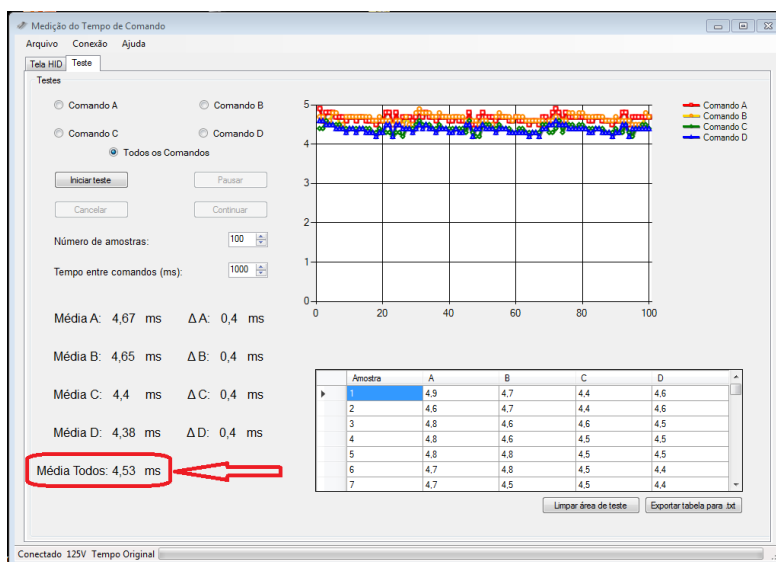 Medição do Tempo de Comando
Arquivo Conexão Ajuda
Tela HID Teste
Testes
Comando A Comando B
Comando C Comando D
Todos os Comandos
Iniciar teste Pausar
Cancelar Continuar
Número de amostras: 100
Tempo entre comandos (ms): 1000
Média A: 4,67 ms Δ A: 0,4 ms
Média B: 4,65 ms Δ B: 0,4 ms
Média C: 4,4 ms Δ C: 0,4 ms
Média D: 4,38 ms Δ D: 0,4 ms
Média Todos: 4,53 ms
5
4
3
2
1
0
0 20 40 60 80 100
Comando A
Comando B
Comando C
Comando D
Amostra A B C D
1 4,9 4,7 4,4 4,6
2 4,6 4,7 4,4 4,6
3 4,8 4,6 4,6 4,5
4 4,8 4,6 4,5 4,5
5 4,8 4,8 4,5 4,5
6 4,7 4,8 4,5 4,4
7 4,7 4,5 4,5 4,4
Limpar área de teste Exportar tabela para .txt
Conectado 125V Tempo Original